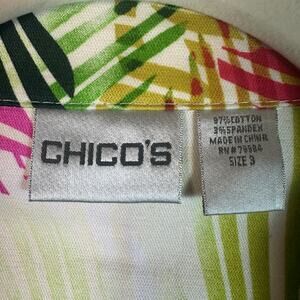 CHICO'S
97% COTTON
3% SPANDEX
MADE IN CHINA
RN# 79984
SIZE 3